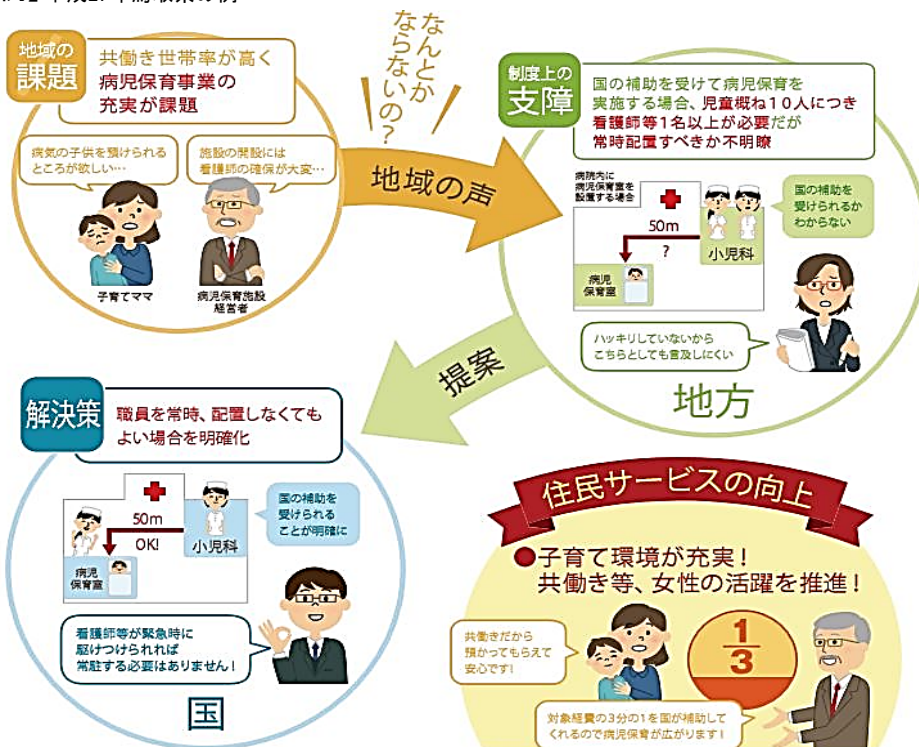 地域の
課題
共働き世帯率が高く
病児保育事業の
充実が課題
病気の子供を預けられる
ところが欲しい…
施設の開設には
看護師の確保が大変…
子育てママ
病児保育施設
経営者
なんとか
ならないの?
地域の声
制度上の
支障
国の補助を受けて病児保育を
実施する場合、児童概ね10人につき
看護師等1名以上が必要だが
常時配置すべきか不明瞭
病院内に
病児保育室を
設置する場合
50m
?
小児科
病児
保育室
国の補助を
受けられるか
わからない
ハッキリしていないから
こちらとしても言及しにくい
地方
提案
解決策
職員を常時、配置しなくても
よい場合を明確化
50m
OK!
小児科
病児
保育室
国の補助を
受けられる
ことが明確に
看護師等が緊急時に
駆けつけられれば
常駐する必要はありません!
国
住民サービスの向上
●子育て環境が充実!
共働き等、女性の活躍を推進!
共働きだから
預かってもらえて
安心です!
1
3
対象経費の3分の1を国が補助して
くれるので病児保育が広がります!